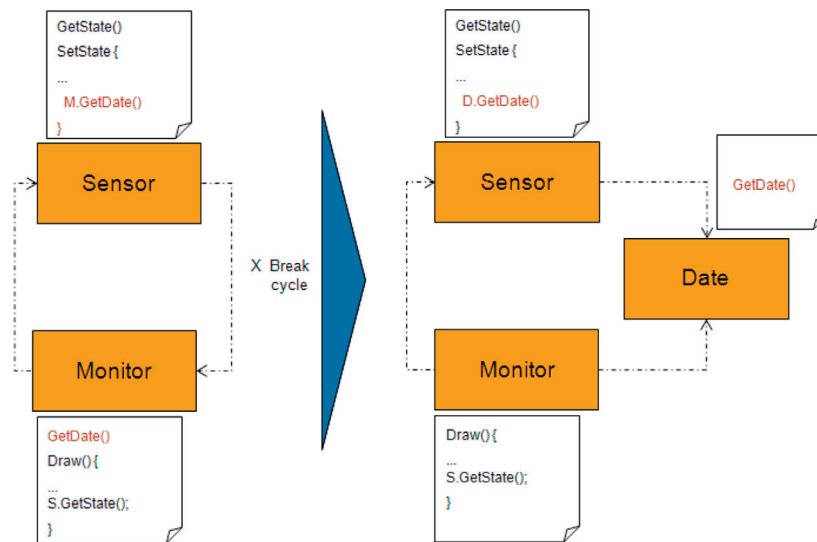 GetState()
SetState {
...
M.GetDate()
}
Sensor
X Break
cycle
Monitor
GetDate()
Draw() {
...
S.GetState();
}
GetState()
SetState {
...
D.GetDate()
}
Sensor
GetDate()
Date
Monitor
Draw() {
...
S.GetState();
}